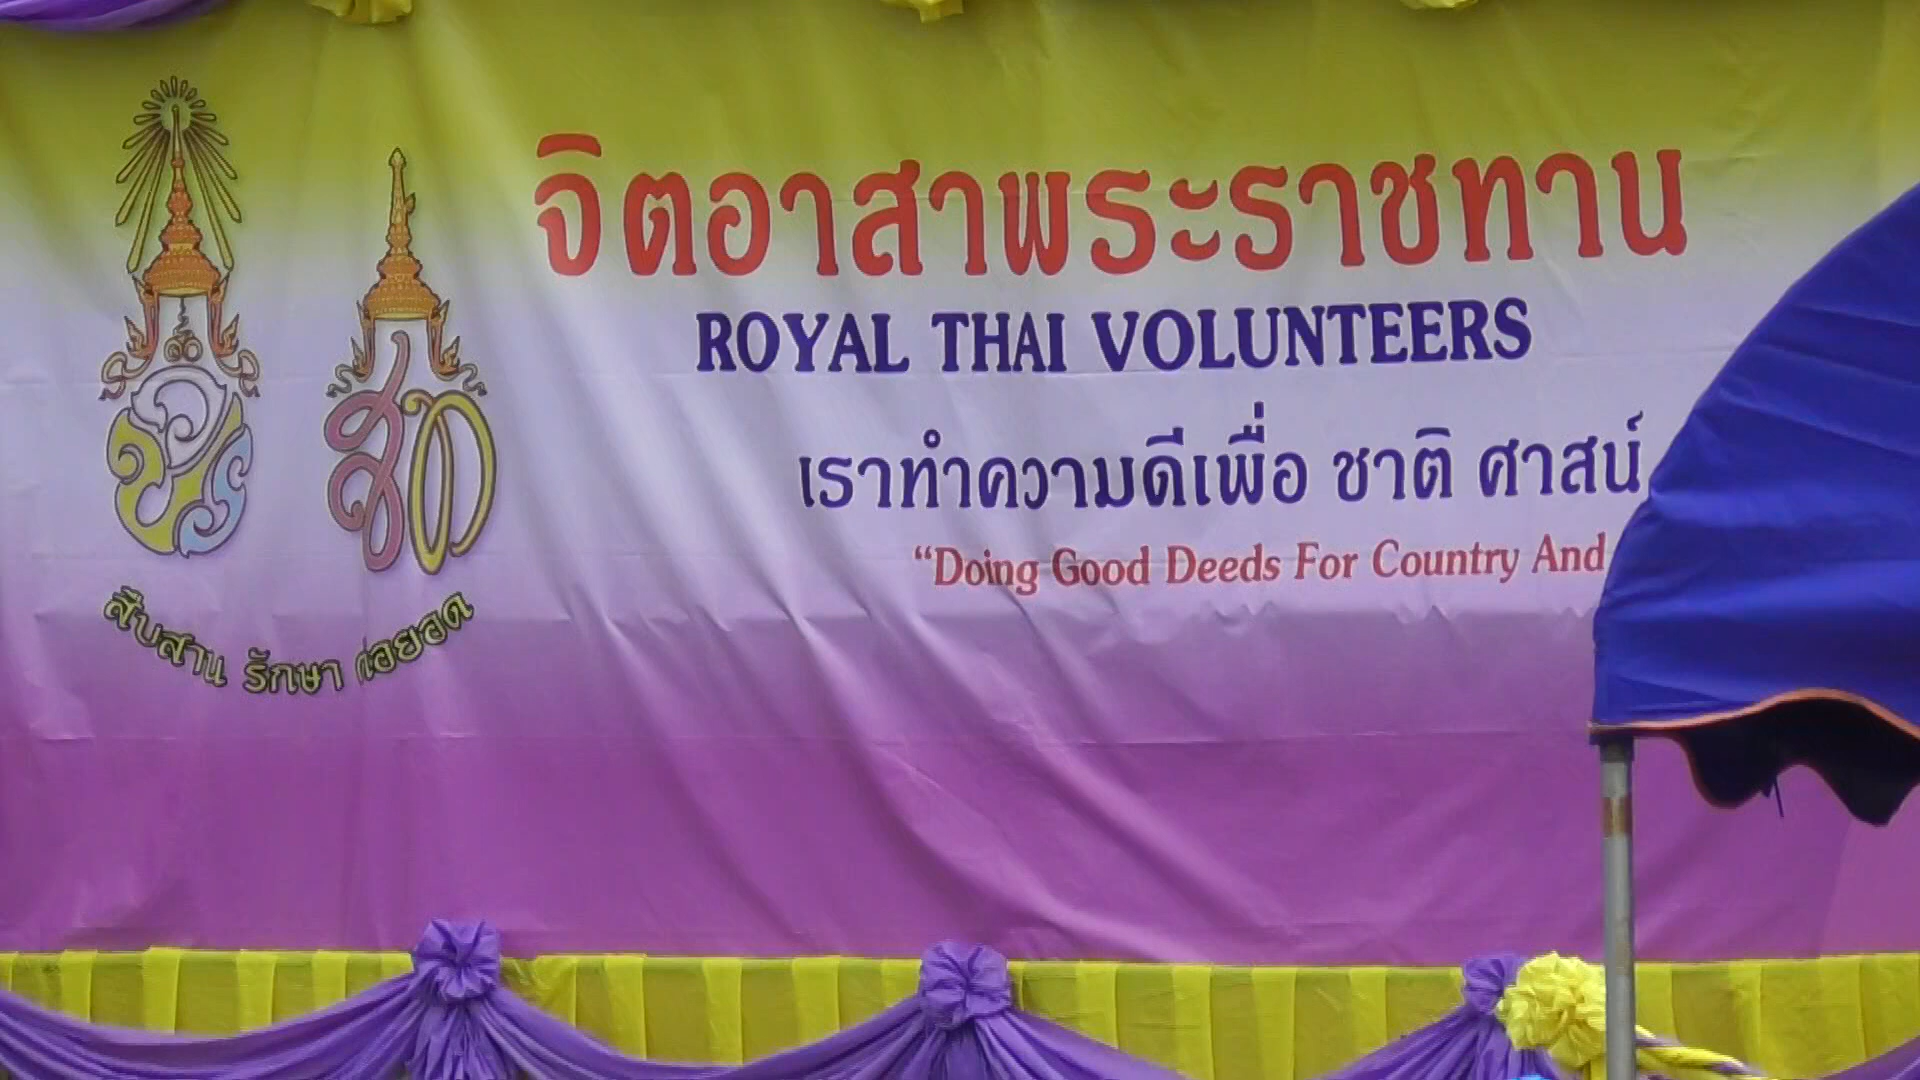 จิตอาสาพระราชทาน
ROYAL THAI VOLUNTEERS
เราทำความดีเพื่อ ชาติ ศาสน์
“Doing Good Deeds For Country And
สืบสาน รักษา ต่อยอด